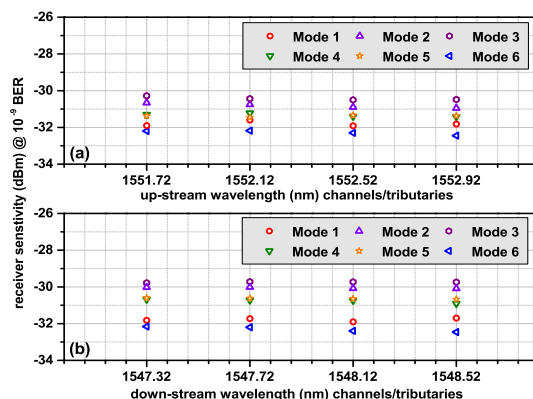 receiver senstivity (dBm) @ 10⁻⁹ BER
-26
-28
-30
-32
-34
Mode 1 Mode 2 Mode 3
Mode 4 Mode 5 Mode 6
(a)
1551.72 1552.12 1552.52 1552.92
up-stream wavelength (nm) channels/tributaries
-26
-28
-30
-32
-34
Mode 1 Mode 2 Mode 3
Mode 4 Mode 5 Mode 6
(b)
1547.32 1547.72 1548.12 1548.52
down-stream wavelength (nm) channels/tributaries